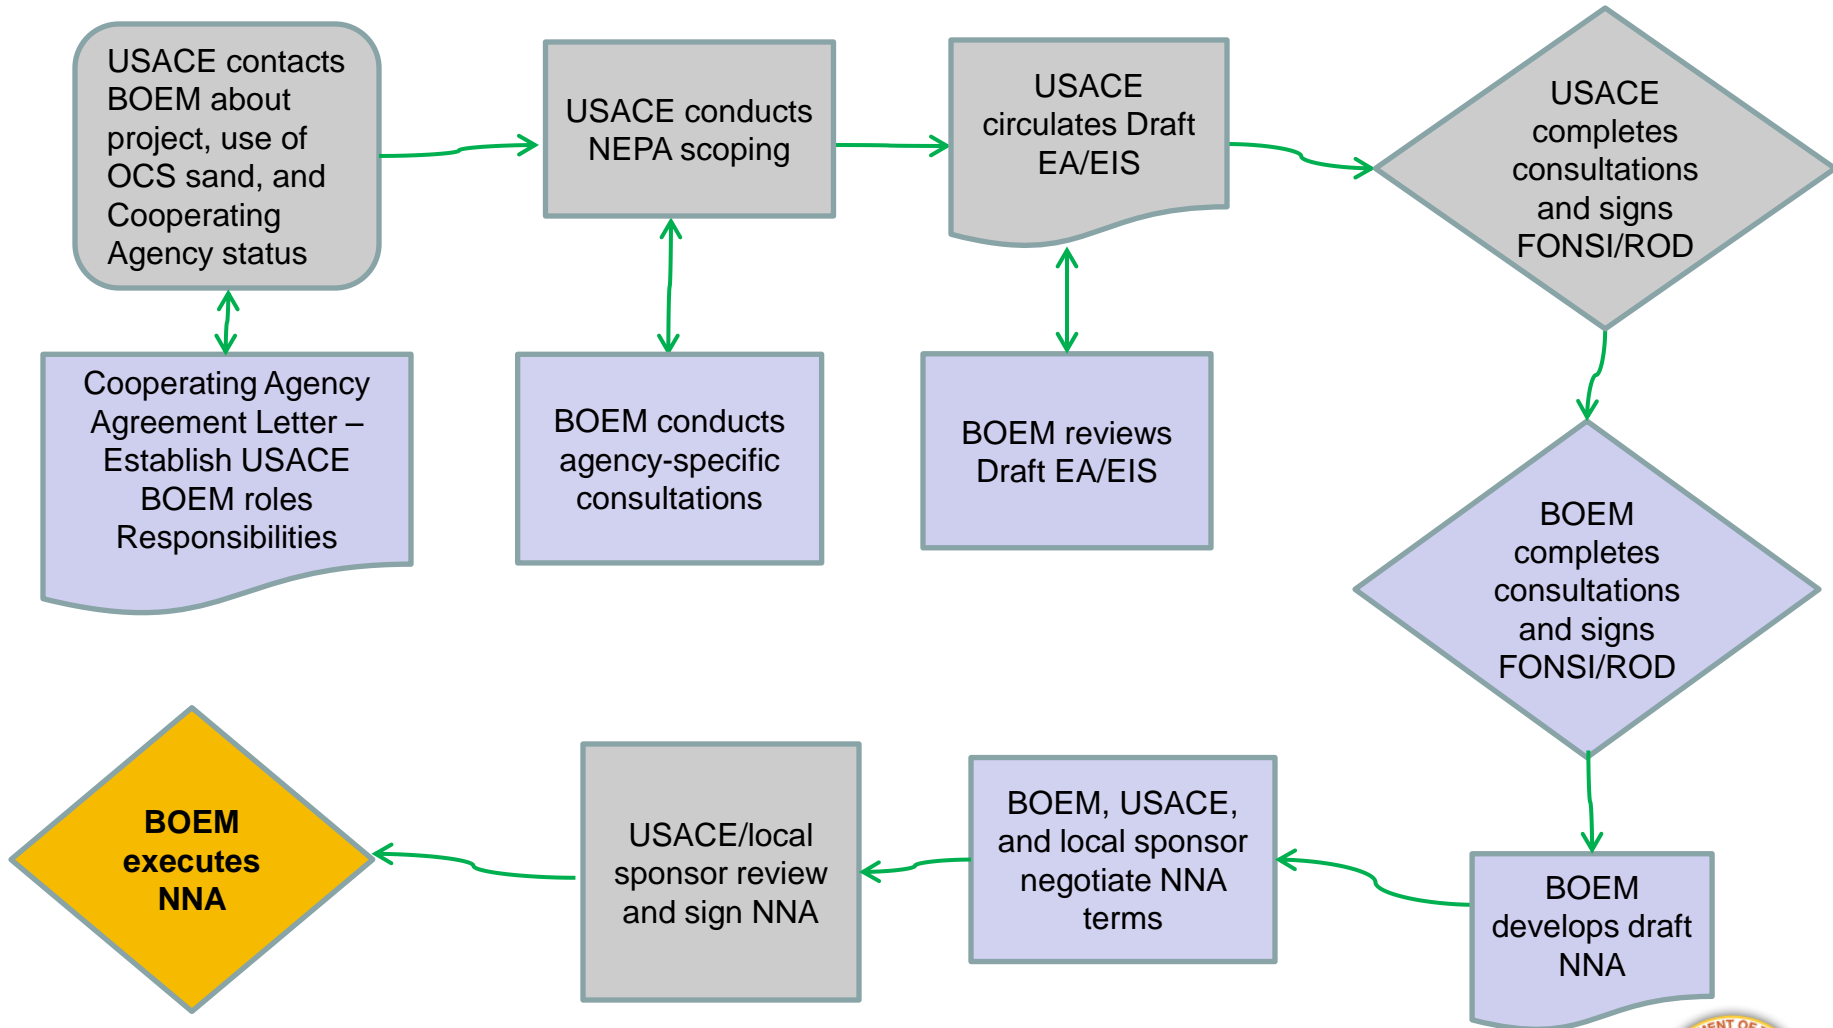 USACE contacts
BOEM about
project, use of
OCS sand, and
Cooperating
Agency status
USACE conducts
NEPA scoping
USACE
circulates Draft
EA/EIS
USACE
completes
consultations
and signs
FONSI/ROD
Cooperating Agency
Agreement Letter –
Establish USACE
BOEM roles
Responsibilities
BOEM conducts
agency-specific
consultations
BOEM reviews
Draft EA/EIS
BOEM
completes
consultations
and signs
FONSI/ROD
BOEM
develops draft
NNA
BOEM, USACE,
and local sponsor
negotiate NNA
terms
USACE/local
sponsor review
and sign NNA
BOEM
executes
NNA